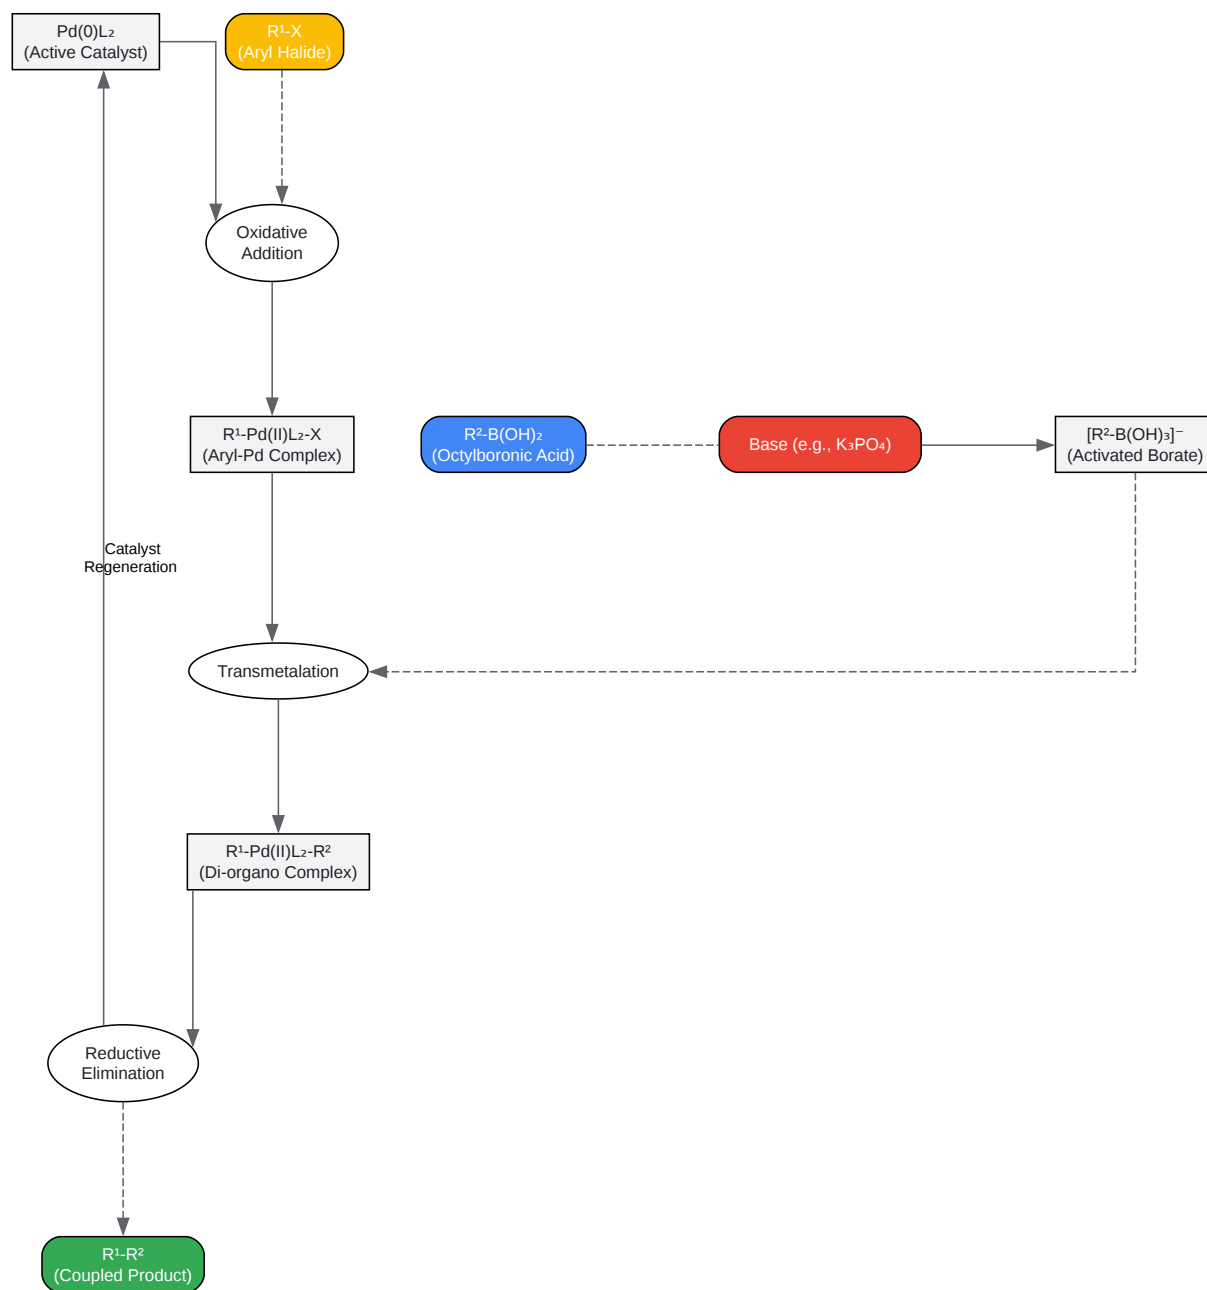 Pd(0)L₂
(Active Catalyst)
R¹-X
(Aryl Halide)
Oxidative
Addition
R¹-Pd(II)L₂-X
(Aryl-Pd Complex)
R²-B(OH)₂
(Octylboronic Acid)
Base (e.g., K₃PO₄)
[R²-B(OH)₃]⁻
(Activated Borate)
Catalyst
Regeneration
Transmetalation
R¹-Pd(II)L₂-R²
(Di-organo Complex)
Reductive
Elimination
R¹-R²
(Coupled Product)